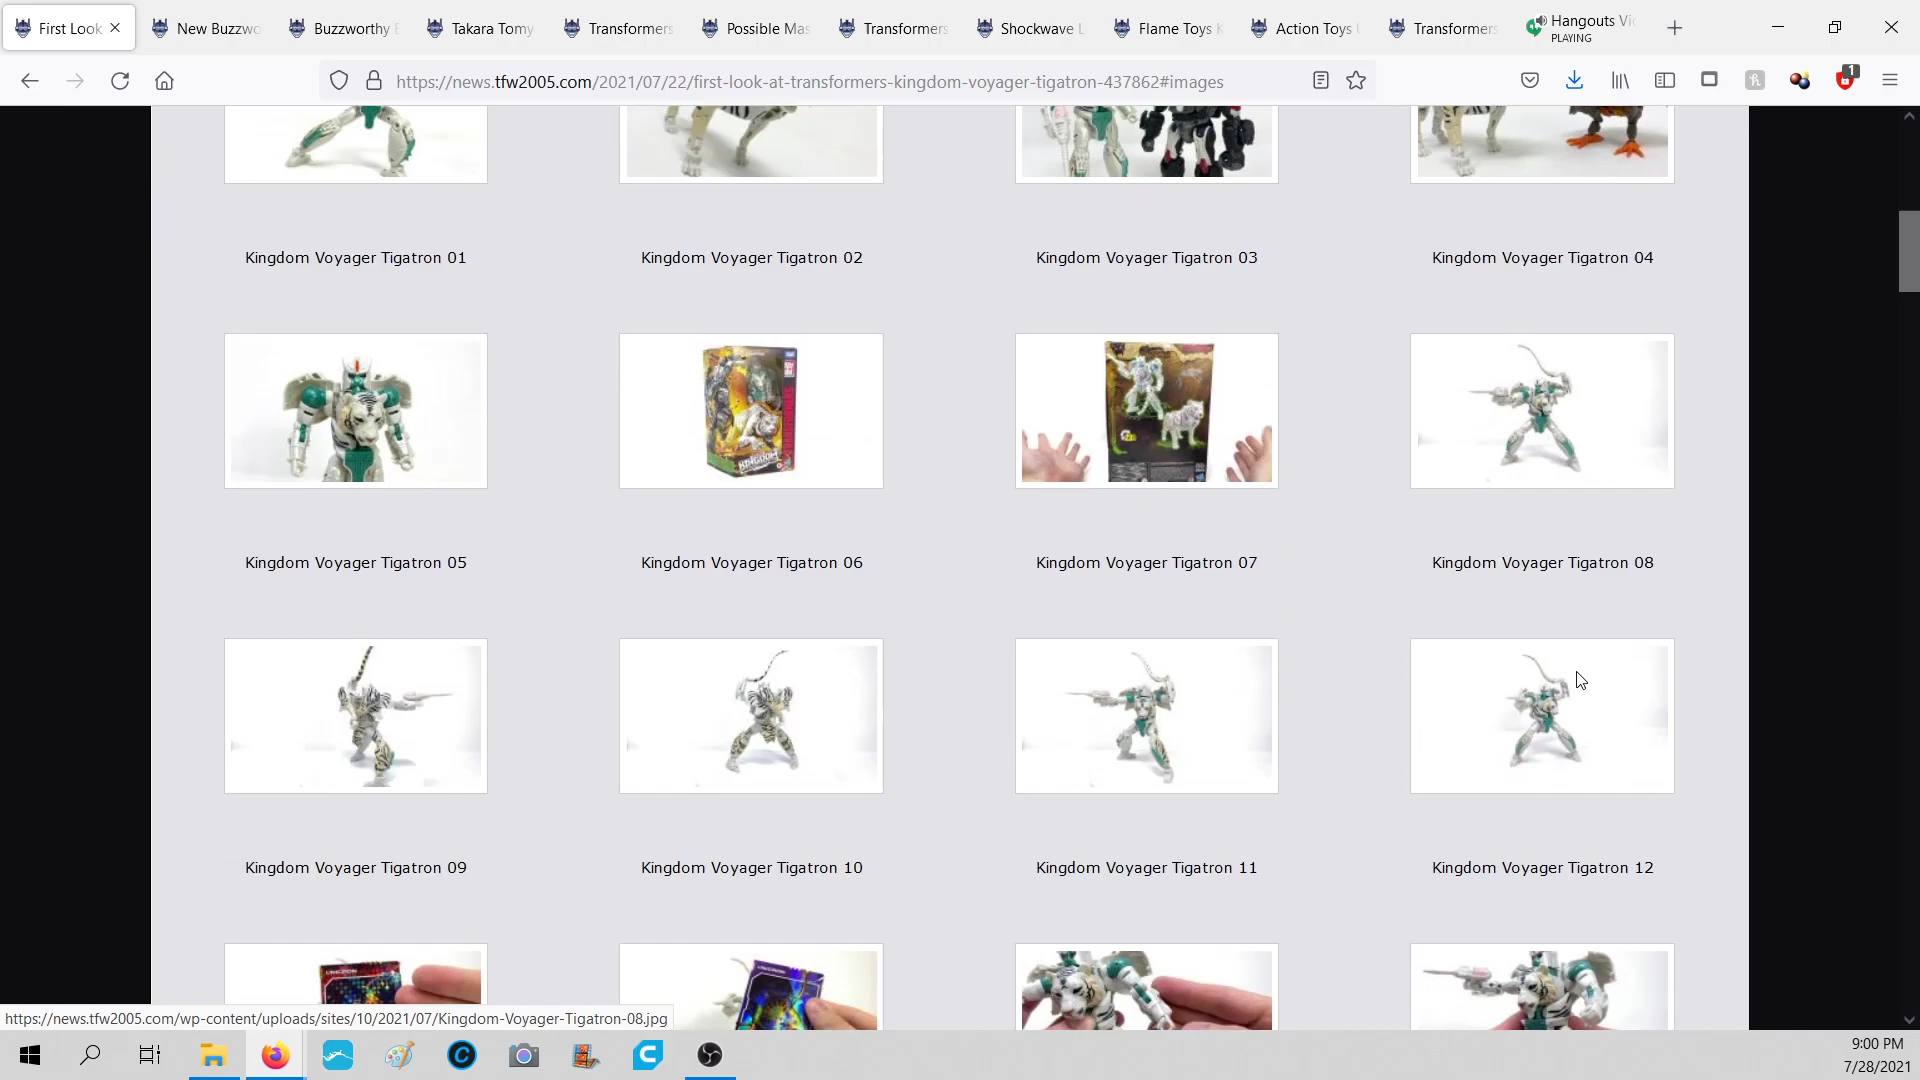 First Look
New Buzzwo
Buzzworthy B
Takara Tomy
Transformers
Possible Mas
Transformers
Shockwave L
Flame Toys K
Action Toys
Transformers
Hangouts Vi
PLAYING
https://news.tfw2005.com/2021/07/22/first-look-at-transformers-kingdom-voyager-tigatron-437862#images
1
Kingdom Voyager Tigatron 01
Kingdom Voyager Tigatron 02
Kingdom Voyager Tigatron 03
Kingdom Voyager Tigatron 04
KINGDOM
Kingdom Voyager Tigatron 05
Kingdom Voyager Tigatron 06
Kingdom Voyager Tigatron 07
Kingdom Voyager Tigatron 08
Kingdom Voyager Tigatron 09
Kingdom Voyager Tigatron 10
Kingdom Voyager Tigatron 11
Kingdom Voyager Tigatron 12
UNICRON
UNICRON
https://news.tfw2005.com/wp-content/uploads/sites/10/2021/07/Kingdom-Voyager-Tigatron-08.jpg
9:00 PM
7/28/2021